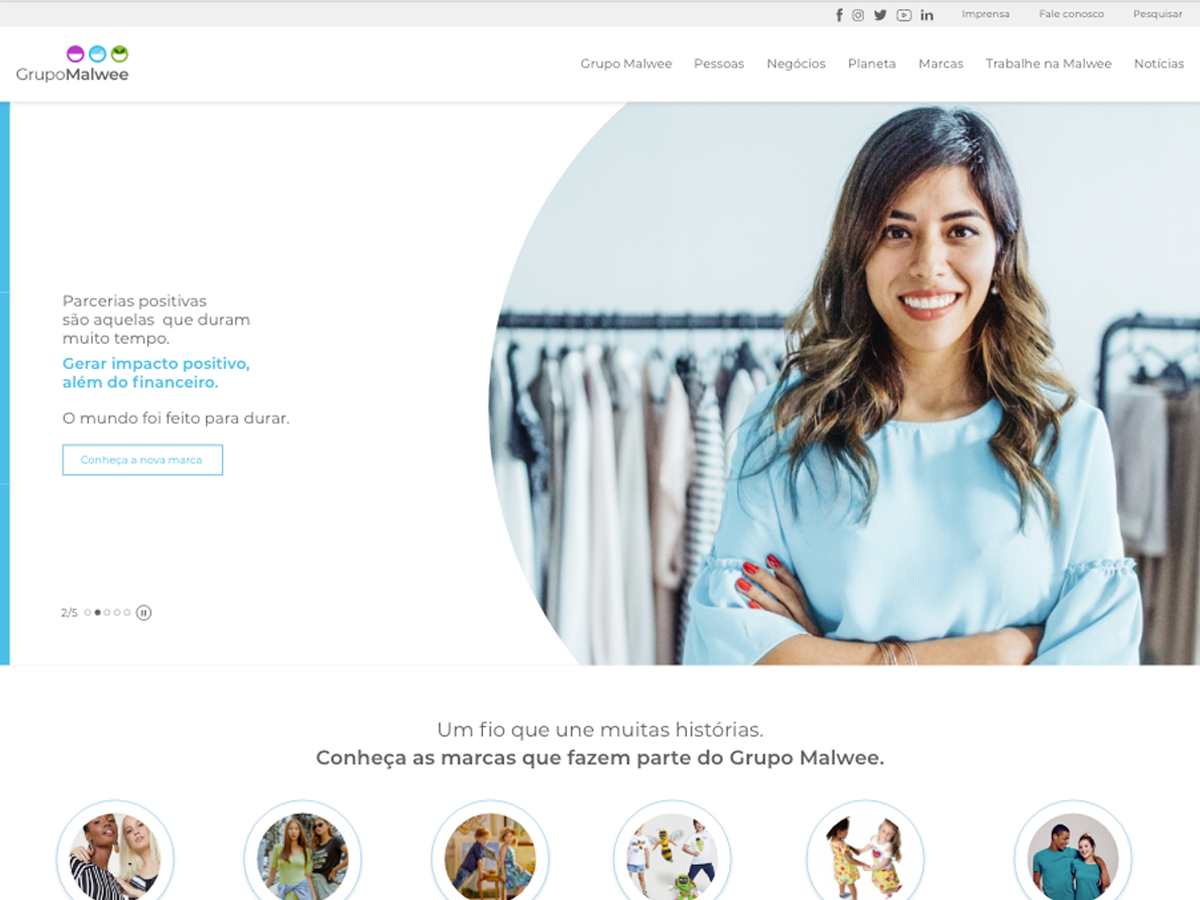 Imprensa
Fale conosco
Pesquisar
GrupoMalwee
Grupo Malwee
Pessoas
Negócios
Planeta
Marcas
Trabalhe na Malwee
Notícias
Parcerias positivas
são aquelas que duram
muito tempo.
Gerar impacto positivo,
além do financeiro.
O mundo foi feito para durar.
Conheça a nova marca
2/5
Um fio que une muitas histórias.
Conheça as marcas que fazem parte do Grupo Malwee.